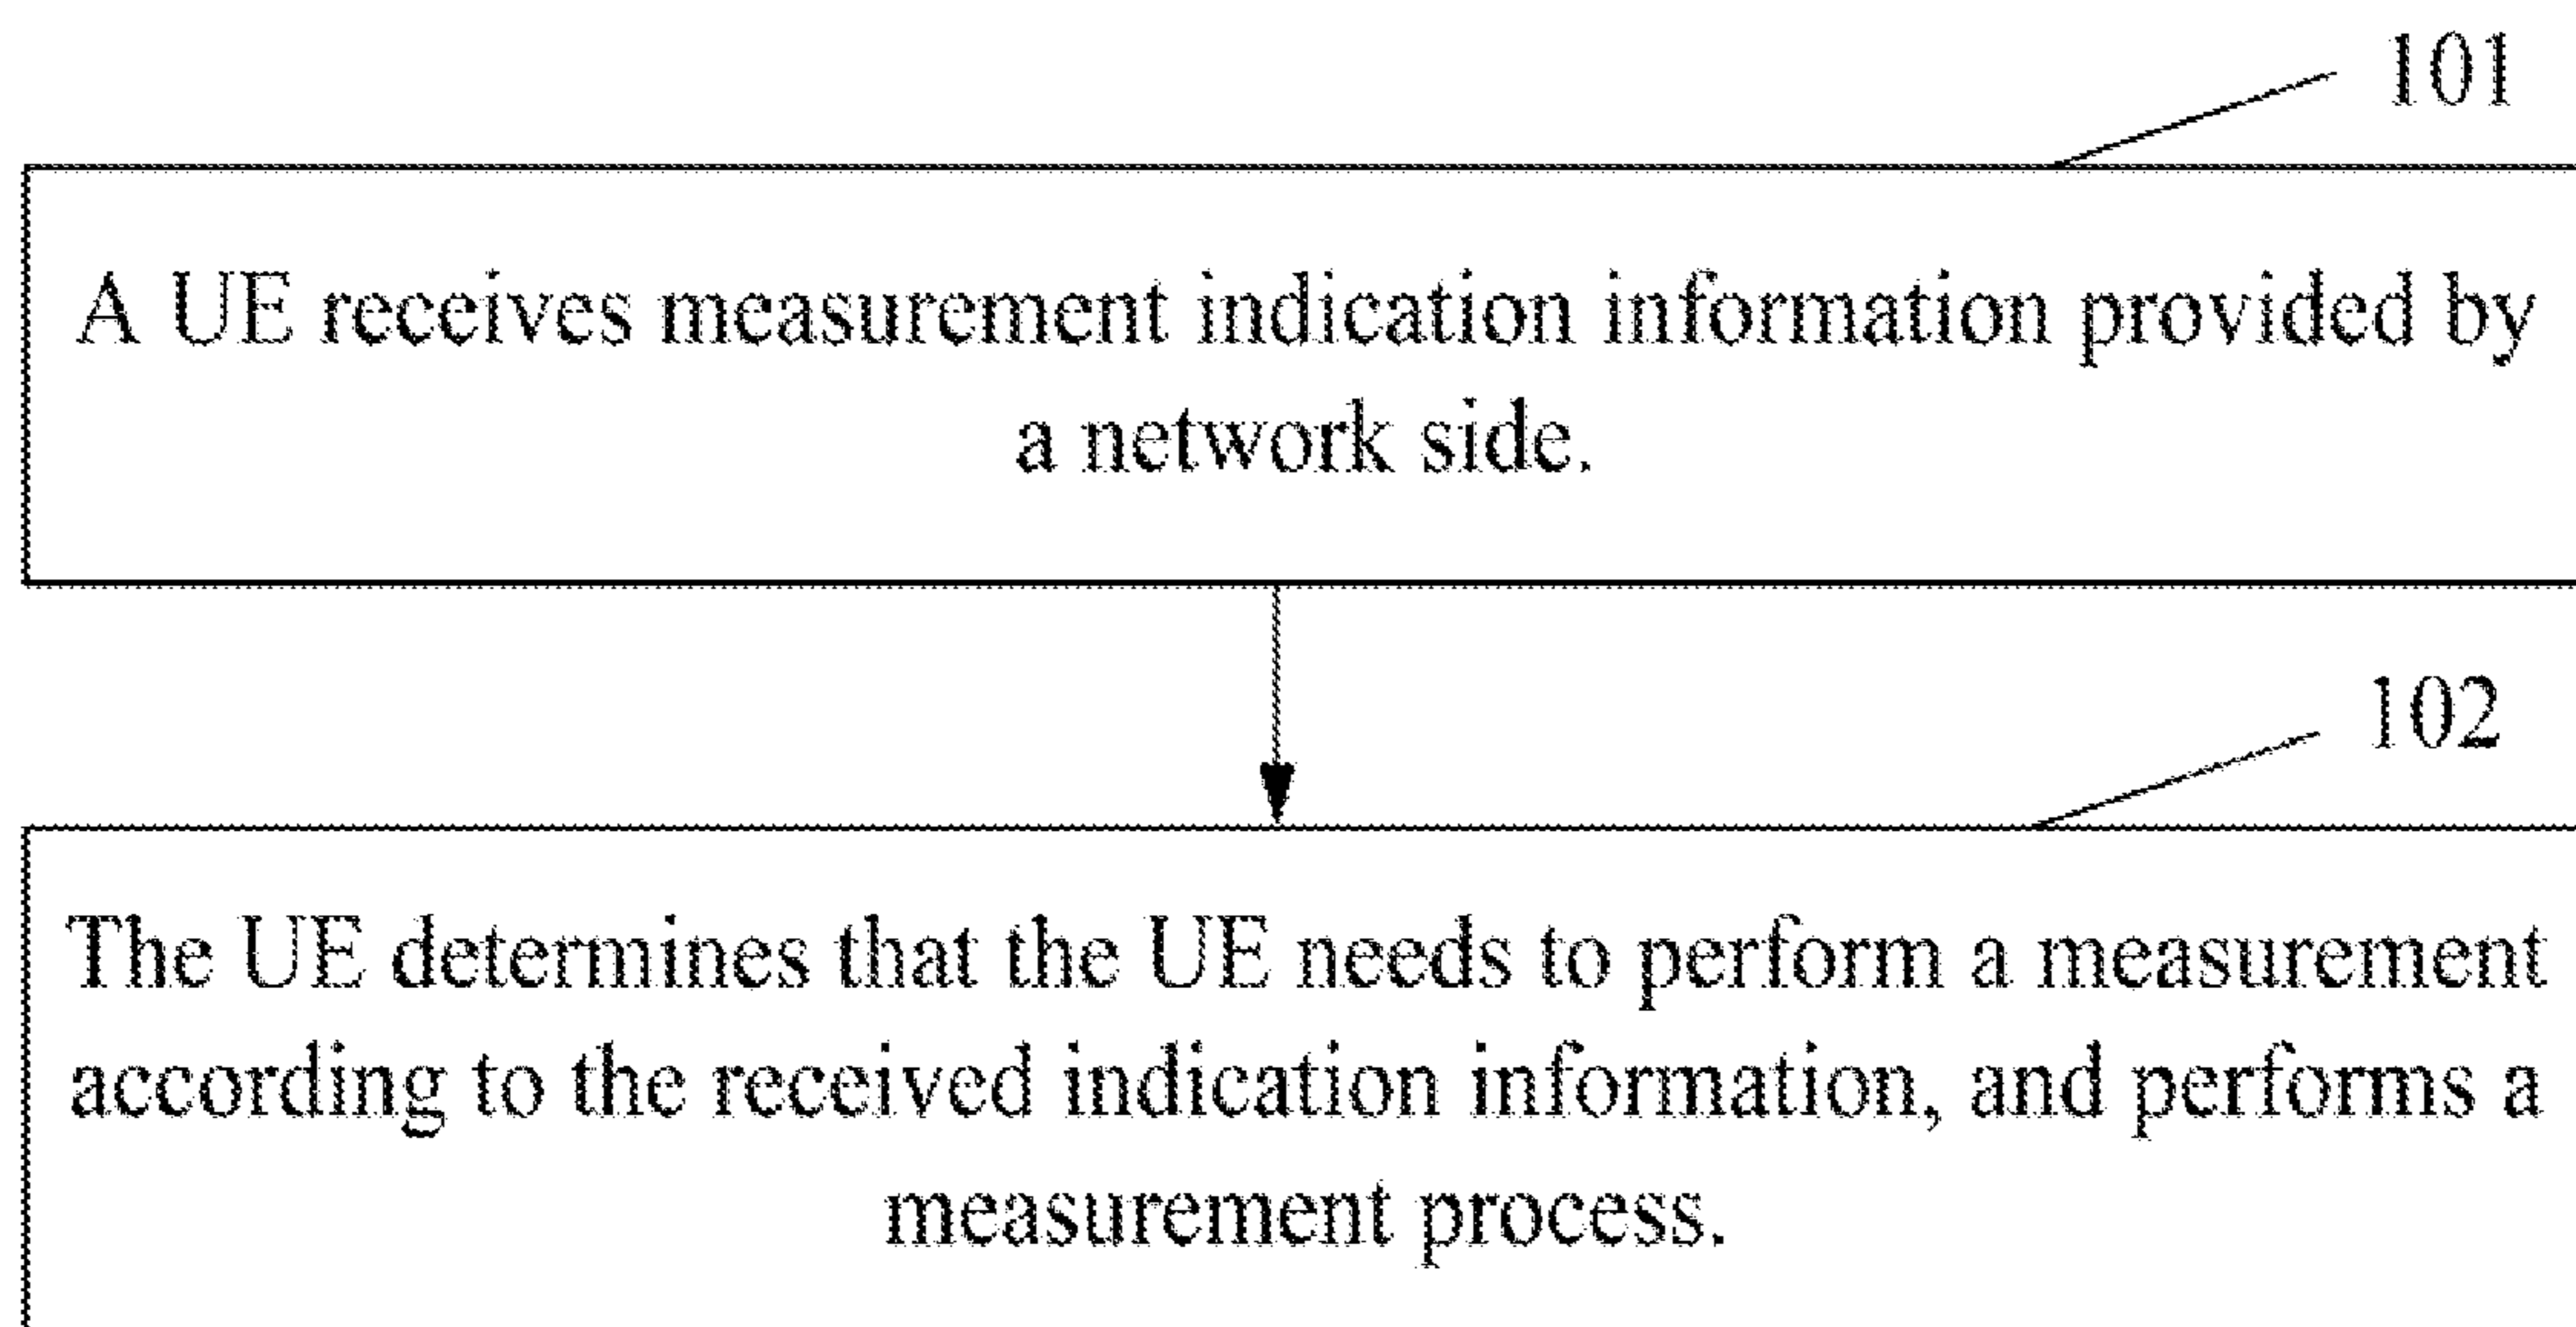 101
A UE receives measurement indication information provided by
a network side.
102
The UE determines that the UE needs to perform a measurement
according to the received indication information, and performs a
measurement process.